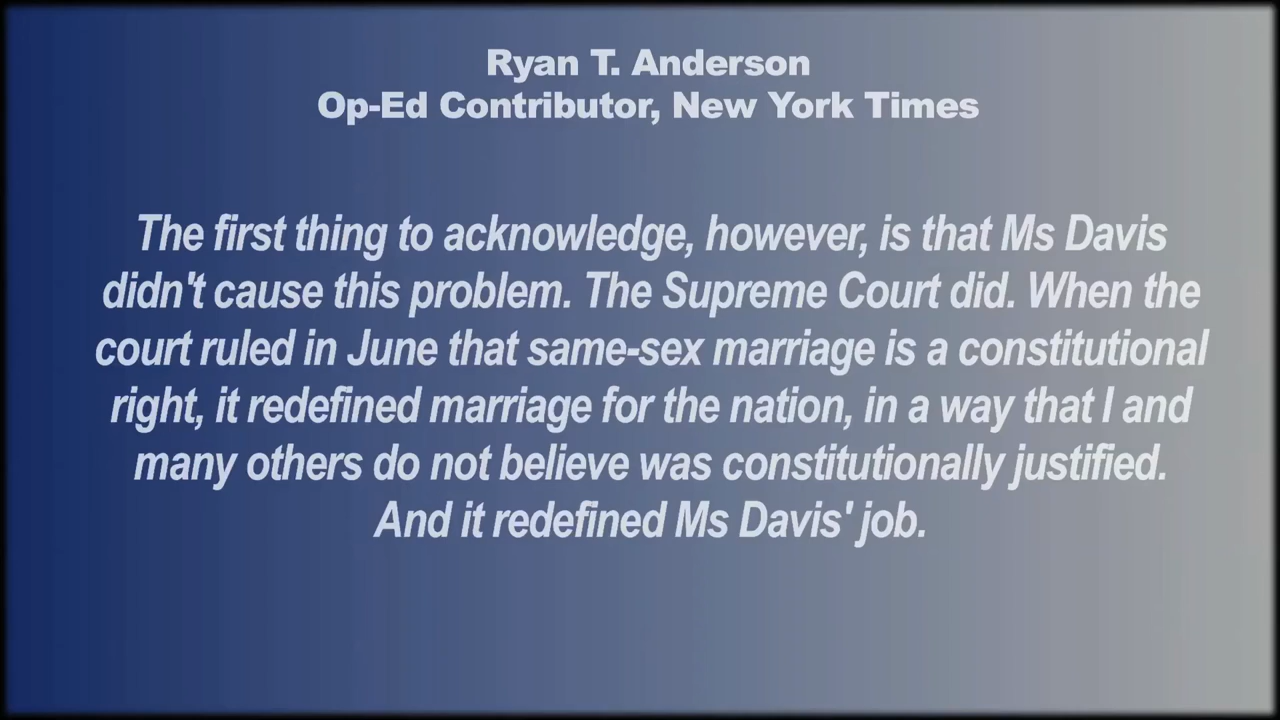 Ryan T. Anderson
Op-Ed Contributor, New York Times
The first thing to acknowledge, however, is that Ms Davis
didn't cause this problem. The Supreme Court did. When the
court ruled in June that same-sex marriage is a constitutional
right, it redefined marriage for the nation, in a way that I and
many others do not believe was constitutionally justified.
And it redefined Ms Davis' job.